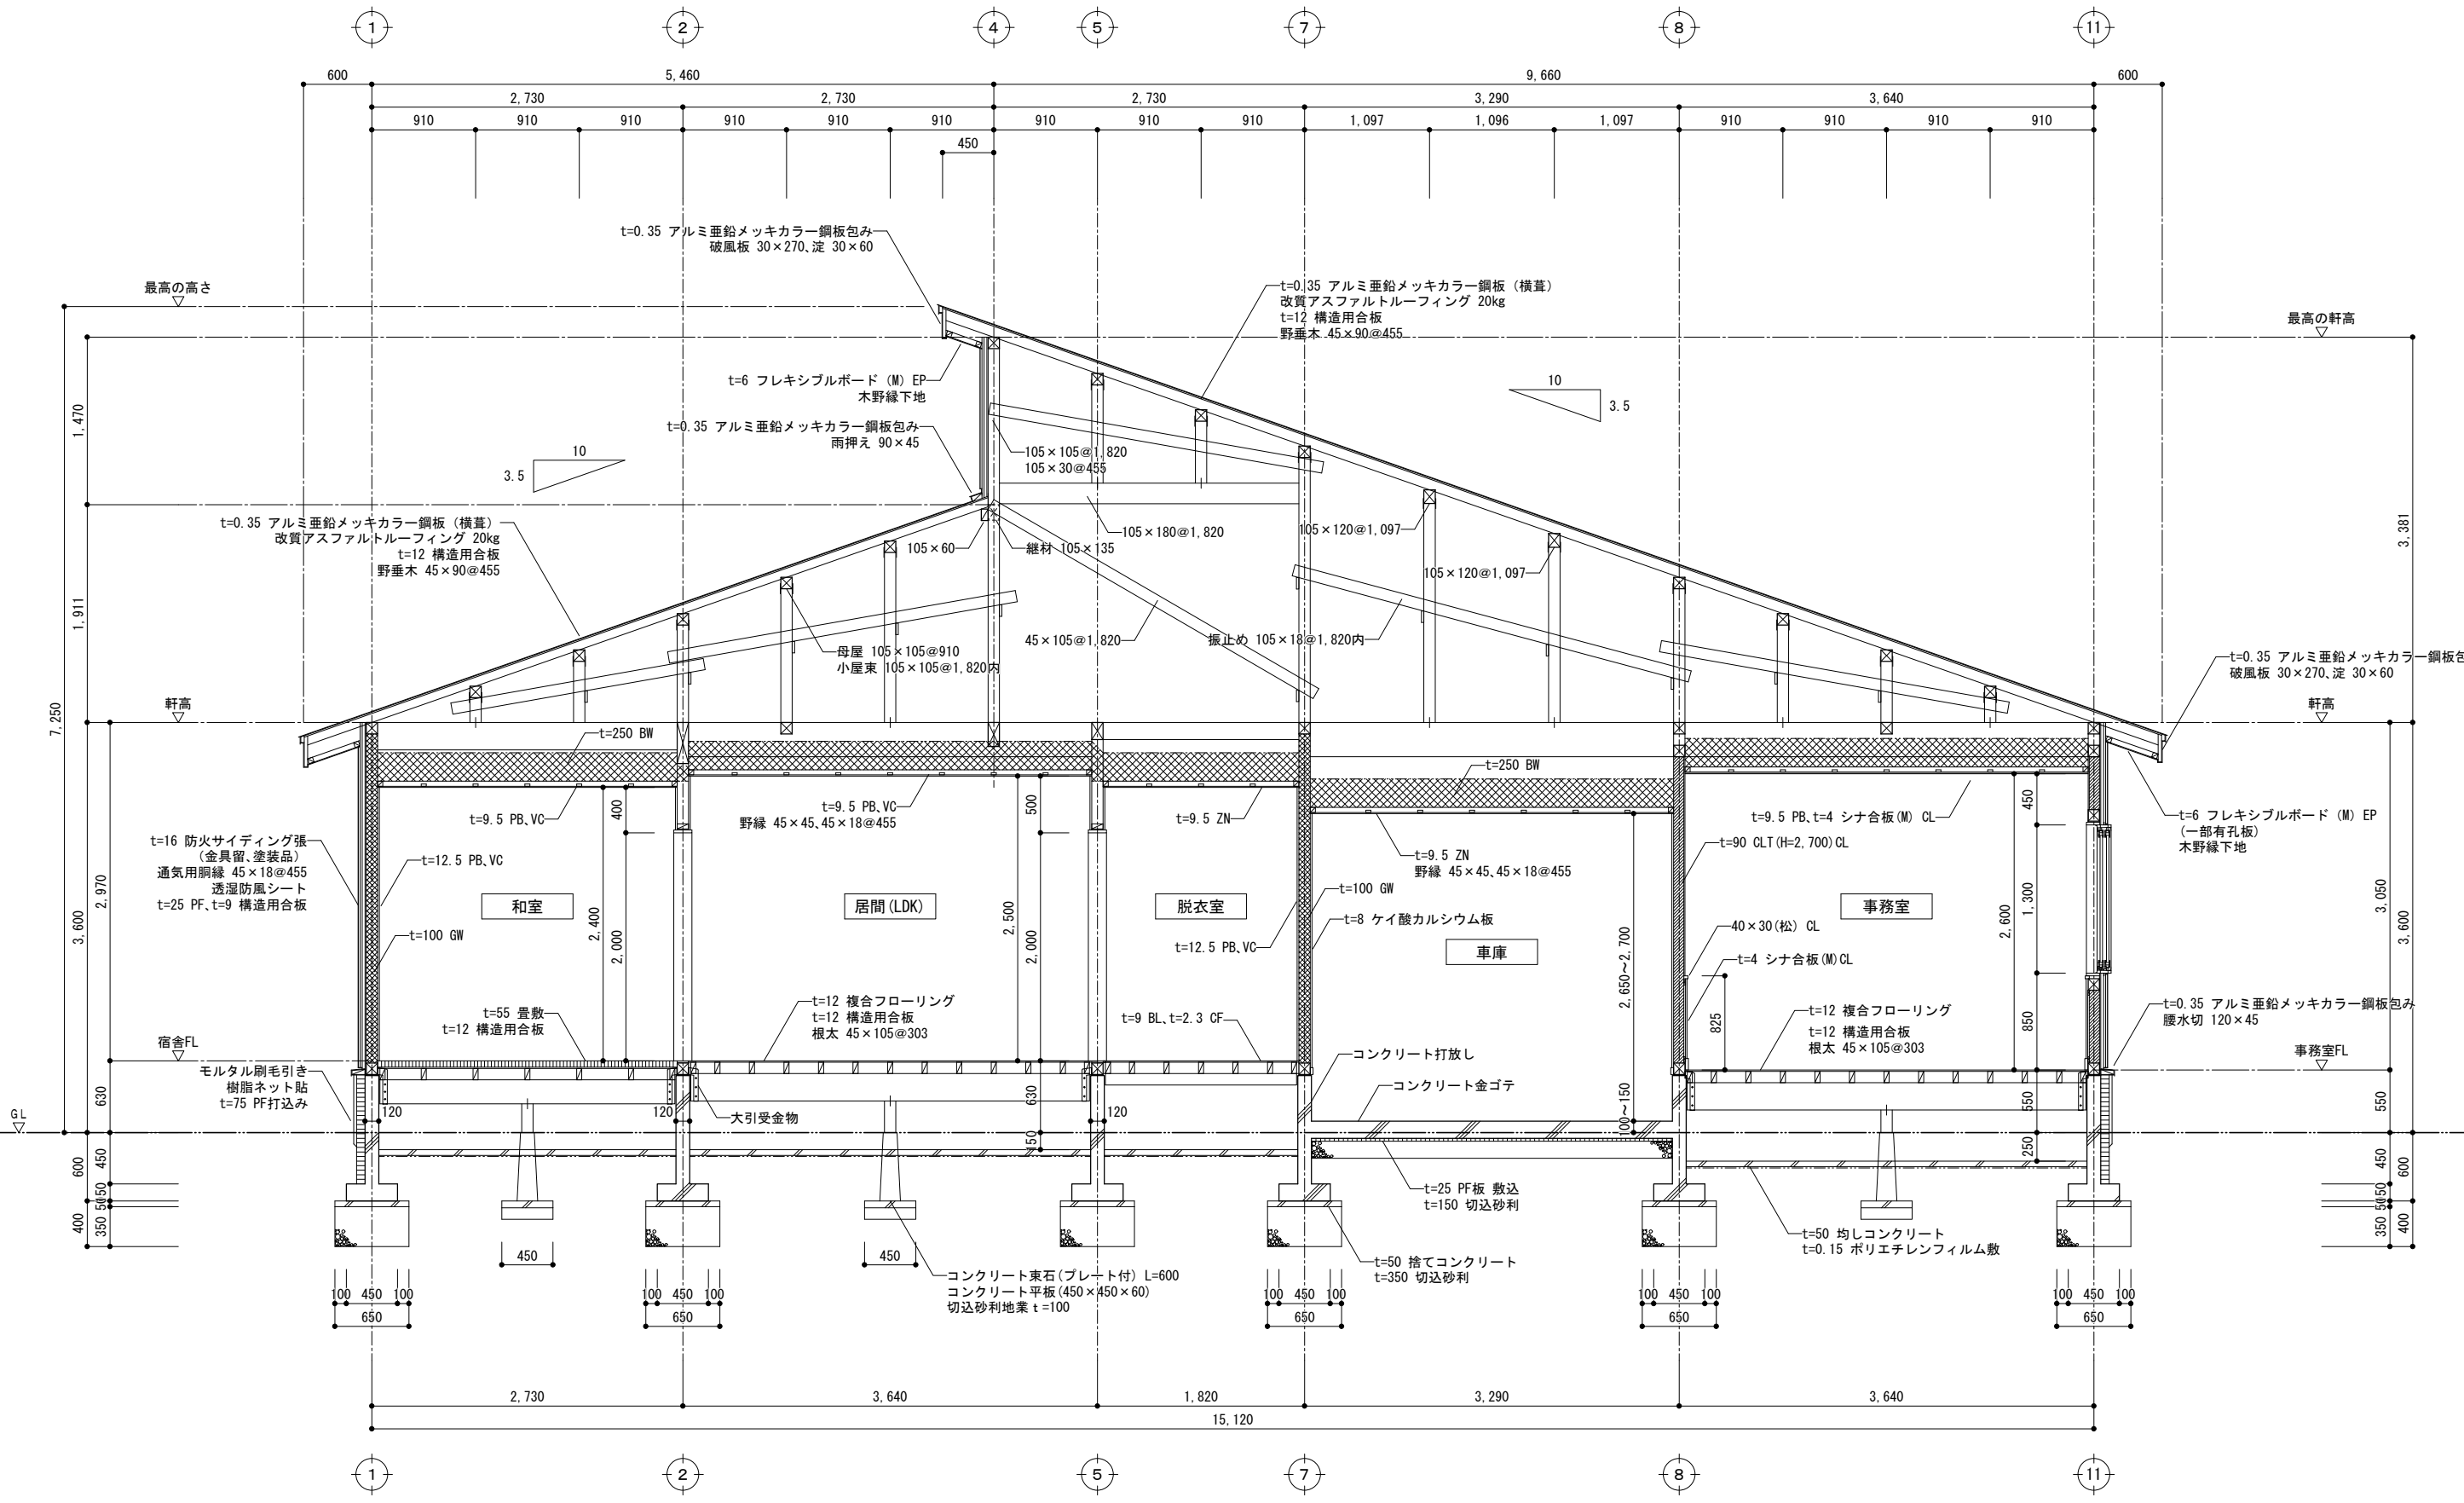 1
2
4
5
7
8
11
600
5,460
9,660
600
2,730
2,730
2,730
3,290
3,640
910
910
910
910
910
910
910
910
910
1,097
1,096
1,097
910
910
910
910
450
t=0.35 アルミ亜鉛メッキカラー鋼板包み
破風板 30×270、淀 30×60
最高の高さ
t=0.35 アルミ亜鉛メッキカラー鋼板(横葺)
改質アスファルトルーフィング 20kg
t=12 構造用合板
野垂木 45×90@455
最高の軒高
t=6 フレキシブルボード(M) EP
木野縁下地
10
3.5
t=0.35 アルミ亜鉛メッキカラー鋼板包み
雨押え 90×45
105×105@1,820
105×30@455
10
3.5
1,470
t=0.35 アルミ亜鉛メッキカラー鋼板(横葺)
改質アスファルトルーフィング 20kg
t=12 構造用合板
野垂木 45×90@455
105×60
継材 105×135
105×180@1,820
105×120@1,097
105×120@1,097
3,381
1,911
母屋 105×105@910
小屋束 105×105@1,820内
45×105@1,820
振止め 105×18@1,820内
t=0.35 アルミ亜鉛メッキカラー鋼板包
破風板 30×270、淀 30×60
7,250
軒高
軒高
t=250 BW
t=250 BW
t=9.5 PB、VC
400
t=9.5 PB、VC
野縁 45×45、45×18@455
500
t=9.5 ZN
t=9.5 PB、t=4 シナ合板(M) CL
450
t=6 フレキシブルボード(M) EP
(一部有孔板)
木野縁下地
t=16 防火サイディング張
(金具留、塗装品)
通気用胴縁 45×18@455
透湿防風シート
t=25 PF、t=9 構造用合板
t=12.5 PB、VC
t=9.5 ZN
野縁 45×45、45×18@455
t=90 CLT(H=2,700)CL
t=100 GW
t=8 ケイ酸カルシウム板
和室
居間(LDK)
脱衣室
車庫
事務室
2,970
3,600
2,400
2,000
2,500
2,000
2,650~2,700
2,600
1,300
3,050
3,600
t=100 GW
t=12.5 PB、VC
40×30(松) CL
t=4 シナ合板(M)CL
825
850
t=55 畳敷
t=12 構造用合板
t=12 複合フローリング
t=12 構造用合板
根太 45×105@303
t=9 BL、t=2.3 CF
t=12 複合フローリング
t=12 構造用合板
根太 45×105@303
t=0.35 アルミ亜鉛メッキカラー鋼板包み
腰水切 120×45
宿舎FL
事務室FL
モルタル刷毛引き
樹脂ネット貼
t=75 PF打込み
コンクリート打放し
コンクリート金ゴテ
GL
630
120
120
大引受金物
630
120
100~150
550
550
150
250
600
450
150
50
350
400
450
150
50
350
600
400
t=25 PF板 敷込
t=150 切込砂利
t=50 均しコンクリート
t=0.15 ポリエチレンフィルム敷
450
450
コンクリート束石(プレート付) L=600
コンクリート平板(450×450×60)
切込砂利地業 t=100
t=50 捨てコンクリート
t=350 切込砂利
100
450
100
650
100
450
100
650
100
450
100
650
100
450
100
650
100
450
100
650
2,730
3,640
1,820
3,290
3,640
15,120
1
2
5
7
8
11